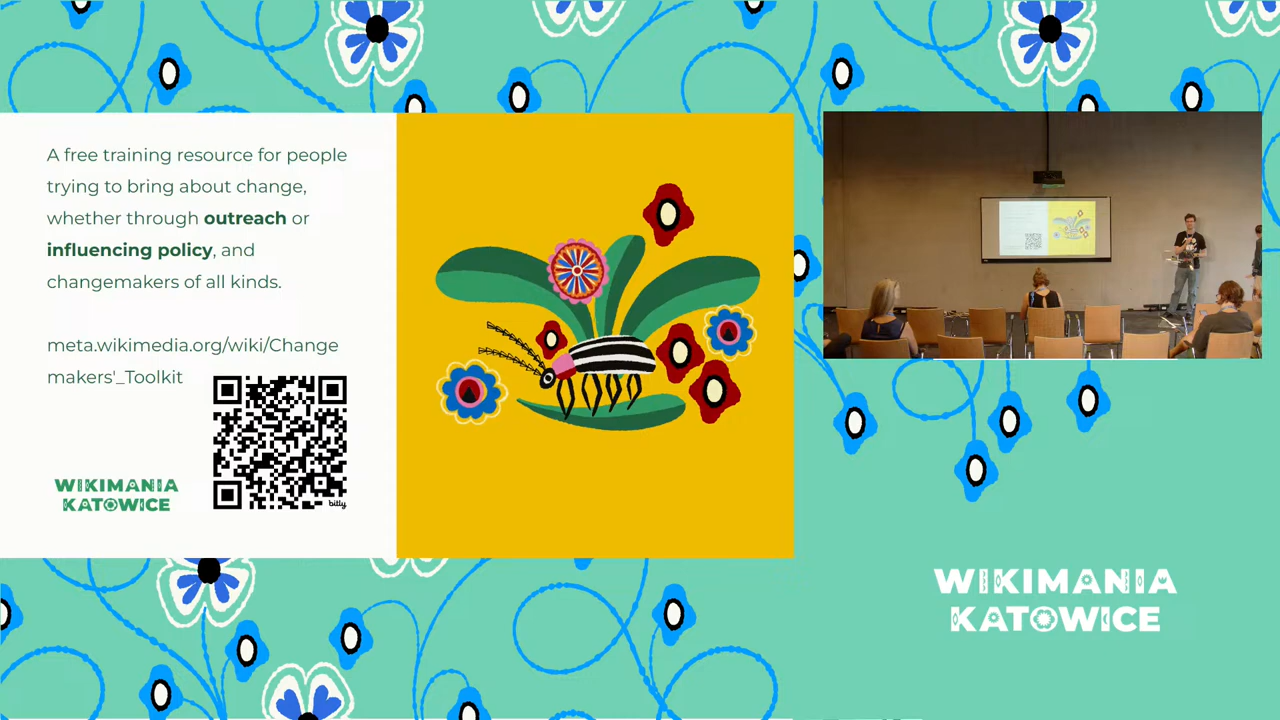 A free training resource for people
trying to bring about change,
whether through outreach or
influencing policy, and
changemakers of all kinds.
meta.wikimedia.org/wiki/Change
makers'_Toolkit
WIKIMANIA
KATOWICE
bitly
WIKIMANIA
KATOWICE